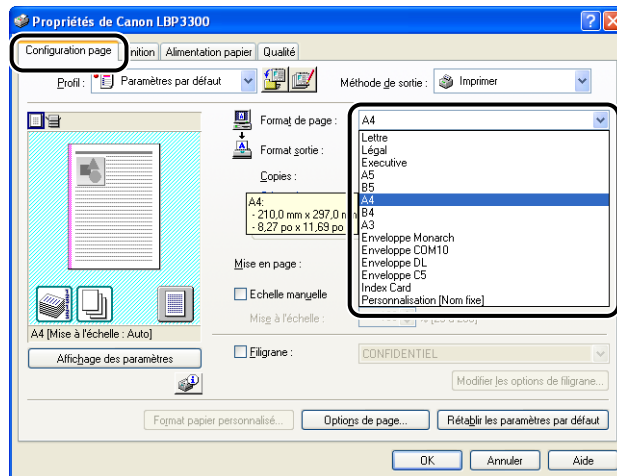 Propriétés de Canon LBP3300
Configuration page nition Alimentation papier Qualité
Profil : Paramètres par défaut Méthode de sortie : Imprimer
Format de page : A4
Lettre
Légal
Executive
A5
B5
A4
B4
A3
Enveloppe Monarch
Enveloppe COM10
Enveloppe DL
Enveloppe C5
Index Card
Personnalisation [Nom fixe]
Format sortie :
Copies :
A4:
- 210,0 mm x 297,0 mm
- 8,27 po x 11,69 po
Mise en page :
Echelle manuelle
Mise à l'échelle :
A4 [Mise à l'échelle : Auto]
Affichage des paramètres
Filigrane : CONFIDENTIEL
Modifier les options de filigrane...
Format papier personnalisé... Options de page... Rétablir les paramètres par défaut
OK Annuler Aide